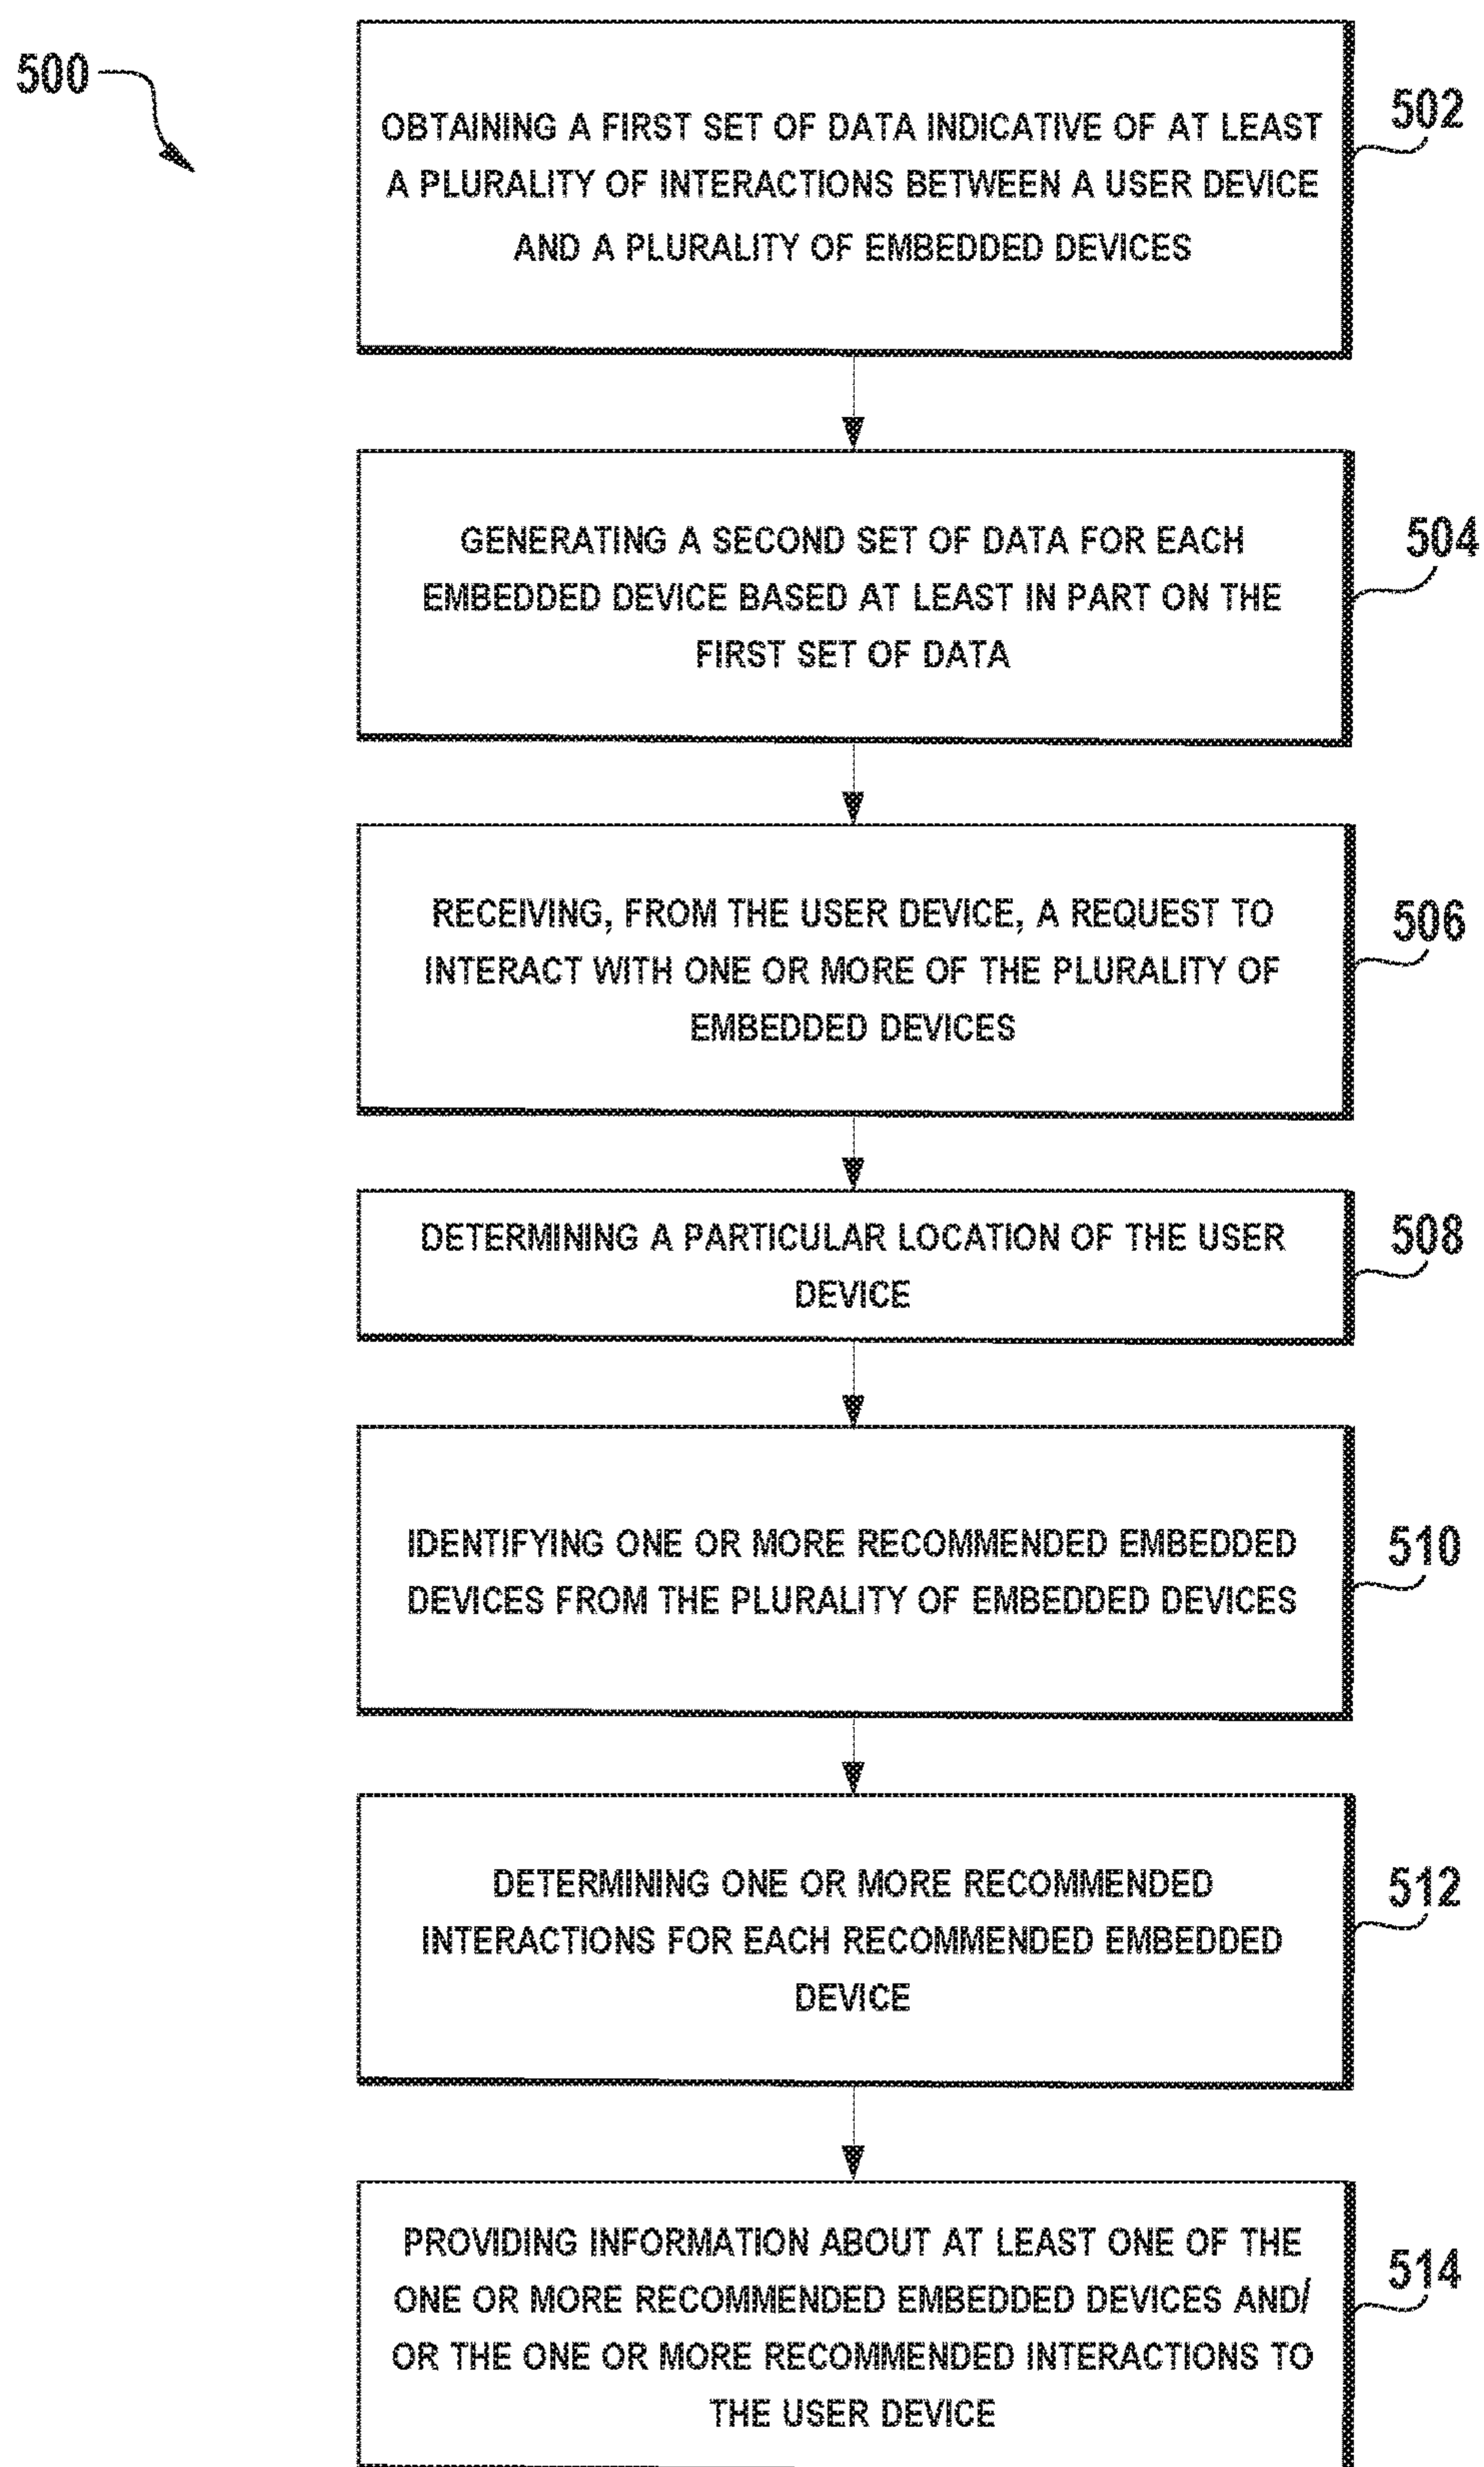 500
502
OBTAINING A FIRST SET OF DATA INDICATIVE OF AT LEAST
A PLURALITY OF INTERACTIONS BETWEEN A USER DEVICE
AND A PLURALITY OF EMBEDDED DEVICES
504
GENERATING A SECOND SET OF DATA FOR EACH
EMBEDDED DEVICE BASED AT LEAST IN PART ON THE
FIRST SET OF DATA
506
RECEIVING, FROM THE USER DEVICE, A REQUEST TO
INTERACT WITH ONE OR MORE OF THE PLURALITY OF
EMBEDDED DEVICES
508
DETERMINING A PARTICULAR LOCATION OF THE USER
DEVICE
510
IDENTIFYING ONE OR MORE RECOMMENDED EMBEDDED
DEVICES FROM THE PLURALITY OF EMBEDDED DEVICES
512
DETERMINING ONE OR MORE RECOMMENDED
INTERACTIONS FOR EACH RECOMMENDED EMBEDDED
DEVICE
514
PROVIDING INFORMATION ABOUT AT LEAST ONE OF THE
ONE OR MORE RECOMMENDED EMBEDDED DEVICES AND/
OR THE ONE OR MORE RECOMMENDED INTERACTIONS TO
THE USER DEVICE